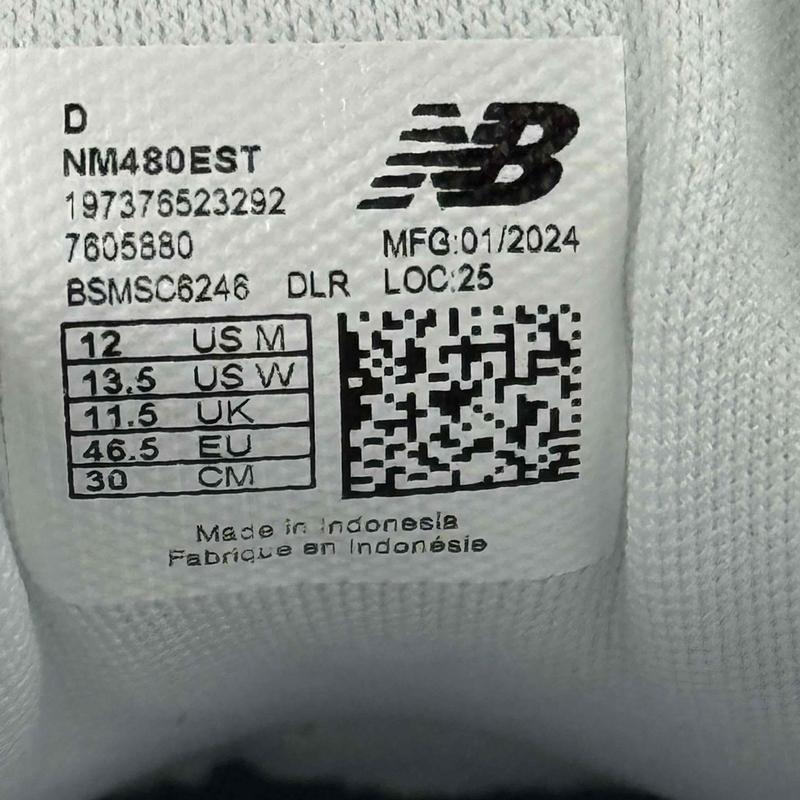 D
NM480EST
NB
197376523292
7605880 MFG:01/2024
BSMSC6246 DLR LOC:25
12 US M
13.5 US W
11.5 UK
46.5 EU
30 CM
Made in Indonesia
Fabrique en Indonésie